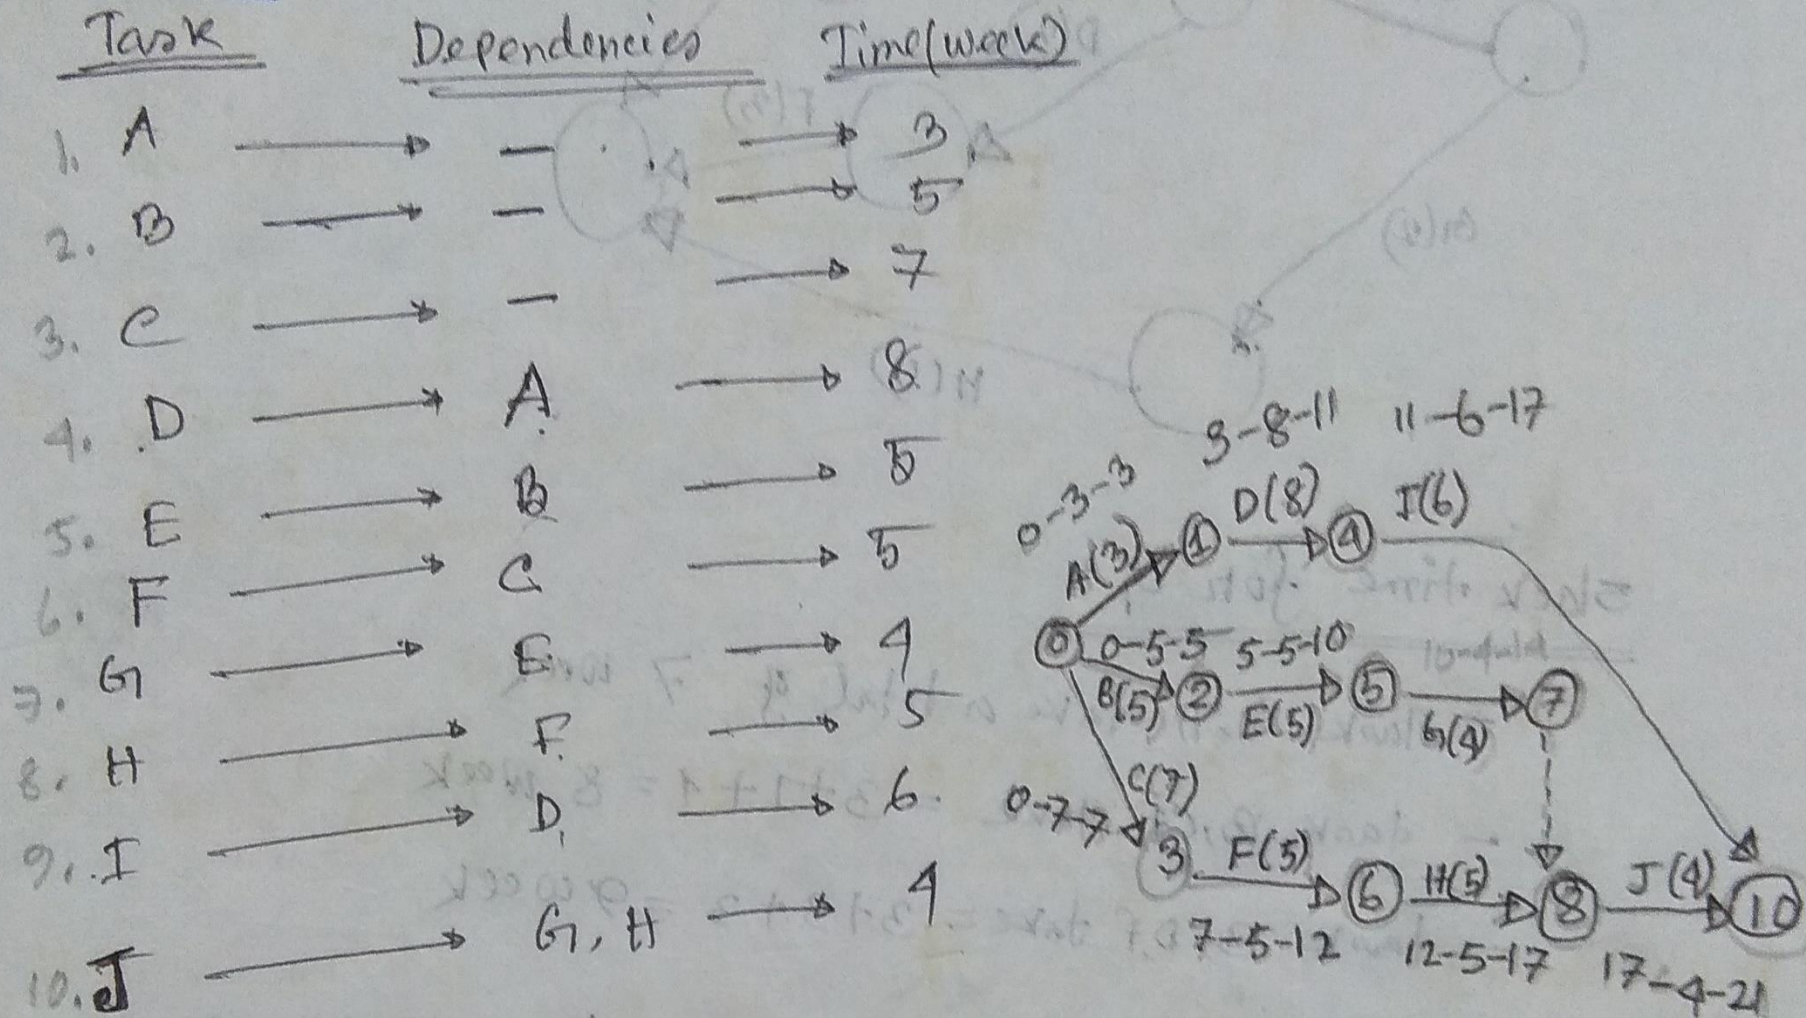 Task Dependencies Time(week)
1. A → – → 3
2. B → – → 5
3. C → – → 7
4. D → A → 8
5. E → B → 5
6. F → C → 5
7. G → E → 4
8. H → F → 5
9. I → D → 6
10. J → G, H → 4
3-8-11 11-6-17
0-3-3
D(8) I(6)
A(3) 1 4
0 0-5-5 5-5-10
B(5) 2 E(5) 5 G(4) 7
C(7)
0-7-7
3 F(5) 6 H(5) 8 J(4) 10
7-5-12 12-5-17 17-4-21